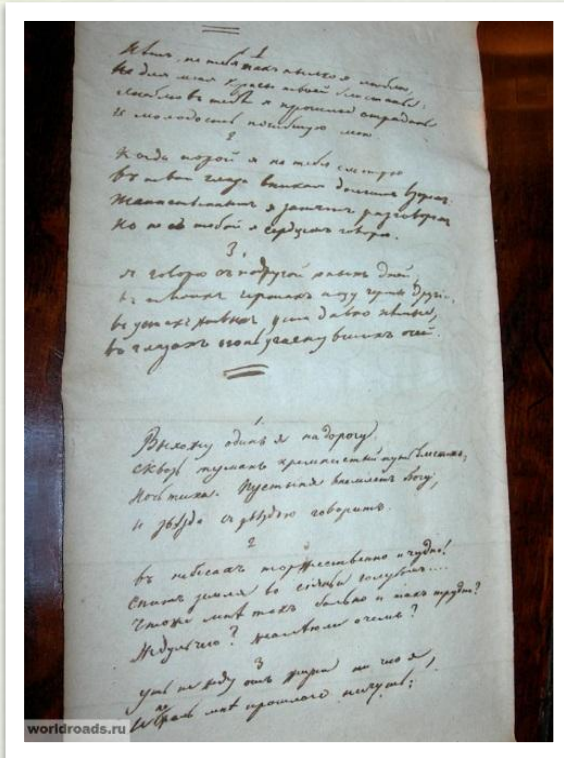 1
Нѣтъ, не тебя такъ пылко я люблю,
Не для меня красы твоей блистанье;
Люблю въ тебѣ я прошлое страданье
И молодость погибшую мою.
2
Когда порой я на тебя смотрю
Въ твои глаза вникая долгимъ взоромъ
Таинственнымъ я занятъ разговоромъ
Но не съ тобой я сердцемъ говорю.
3.
Я говорю съ подругой юныхъ дней;
Въ твоихъ чертахъ ищу черты другія;
Въ устахъ живыхъ уста давно нѣмые,
Въ глазахъ огонь угаснувшихъ очей.
1.
Выхожу одинъ я на дорогу
Сквозь туманъ кремнистый путь блеститъ;
Ночь тиха. Пустыня внемлетъ Богу,
И звѣзда съ звѣздою говоритъ.
2
Въ небесахъ торжественно и чудно!
Спитъ земля въ сіяньи голубомъ....
Что же мнѣ такъ больно и такъ трудно?
Жду ль чего? жалѣю ли о чемъ?
3
Ужъ не жду отъ жизни ничего я,
И не жаль мнѣ прошлаго ничуть;
worldroads.ru